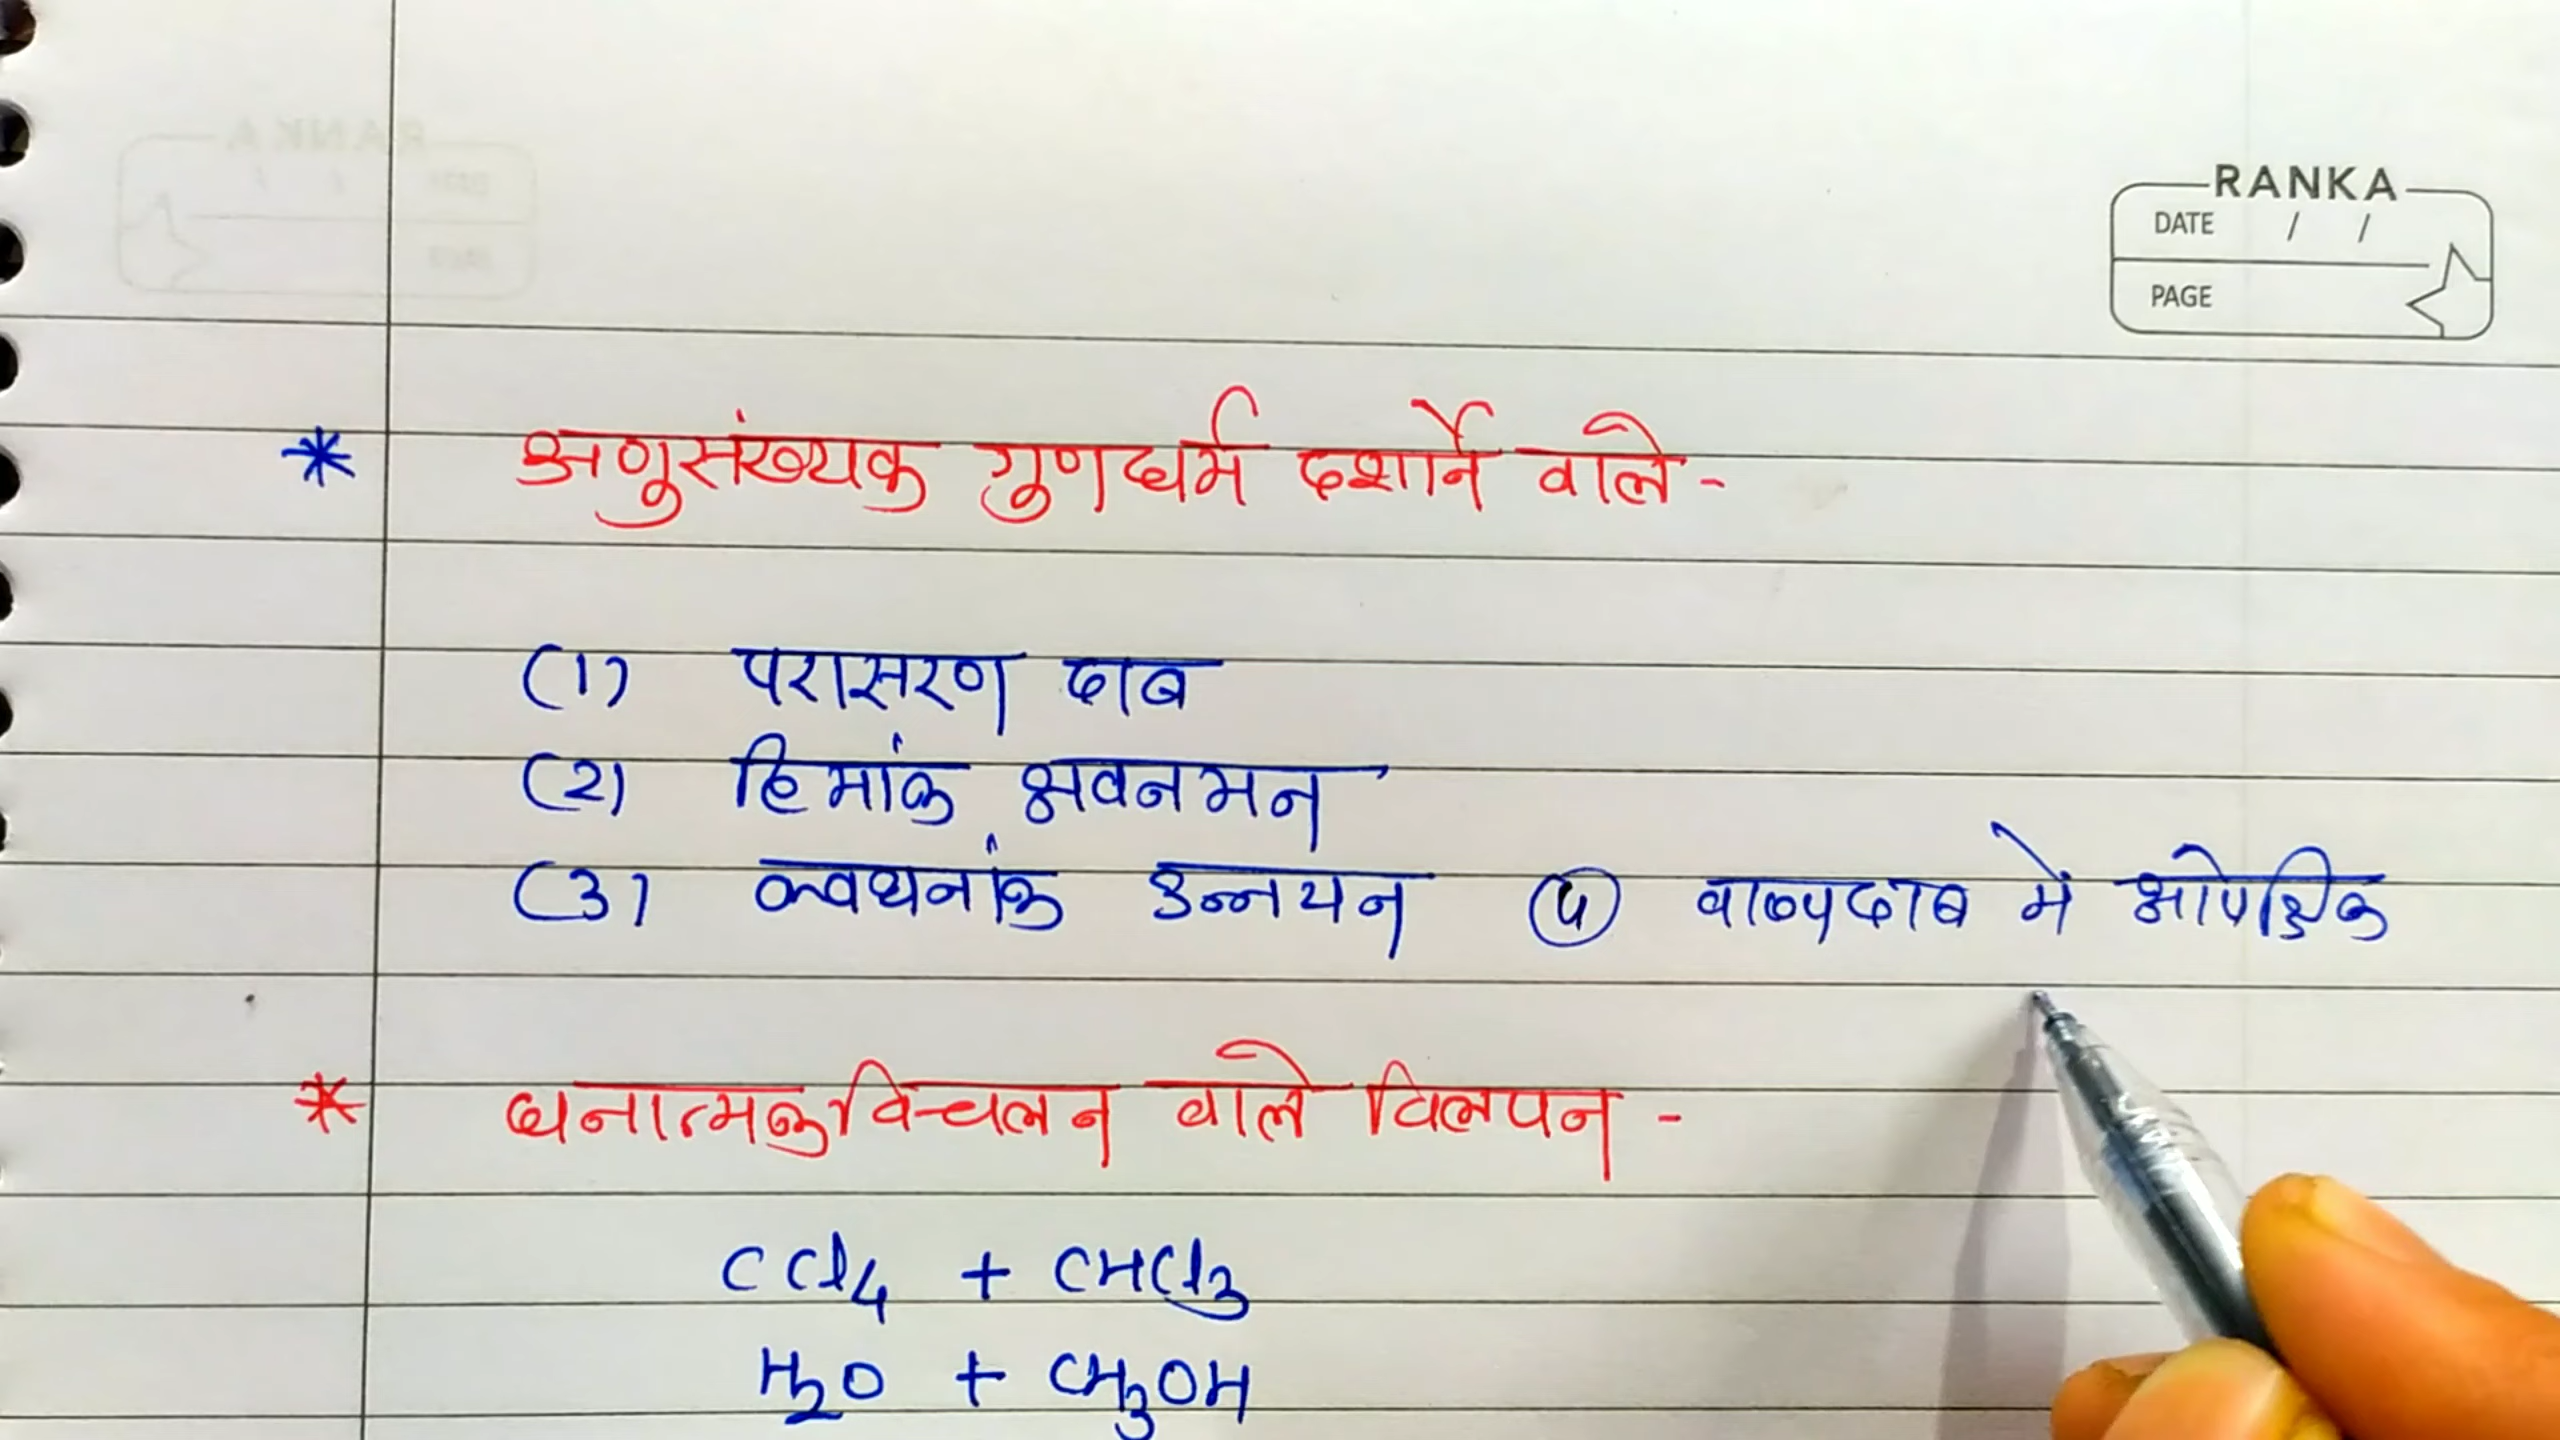 RANKA
DATE / /
PAGE
* अणुसंख्यक गुणधर्म दर्शाने वाले -
(1) परासरण दाब
(2) हिमांक अवनमन
(3) क्वथनांक उन्नयन ④ वाष्पदाब में आपेक्षिक
* धनात्मक विचलन वाले विलयन -
CCl₄ + CHCl₃
H₂O + CH₃OH